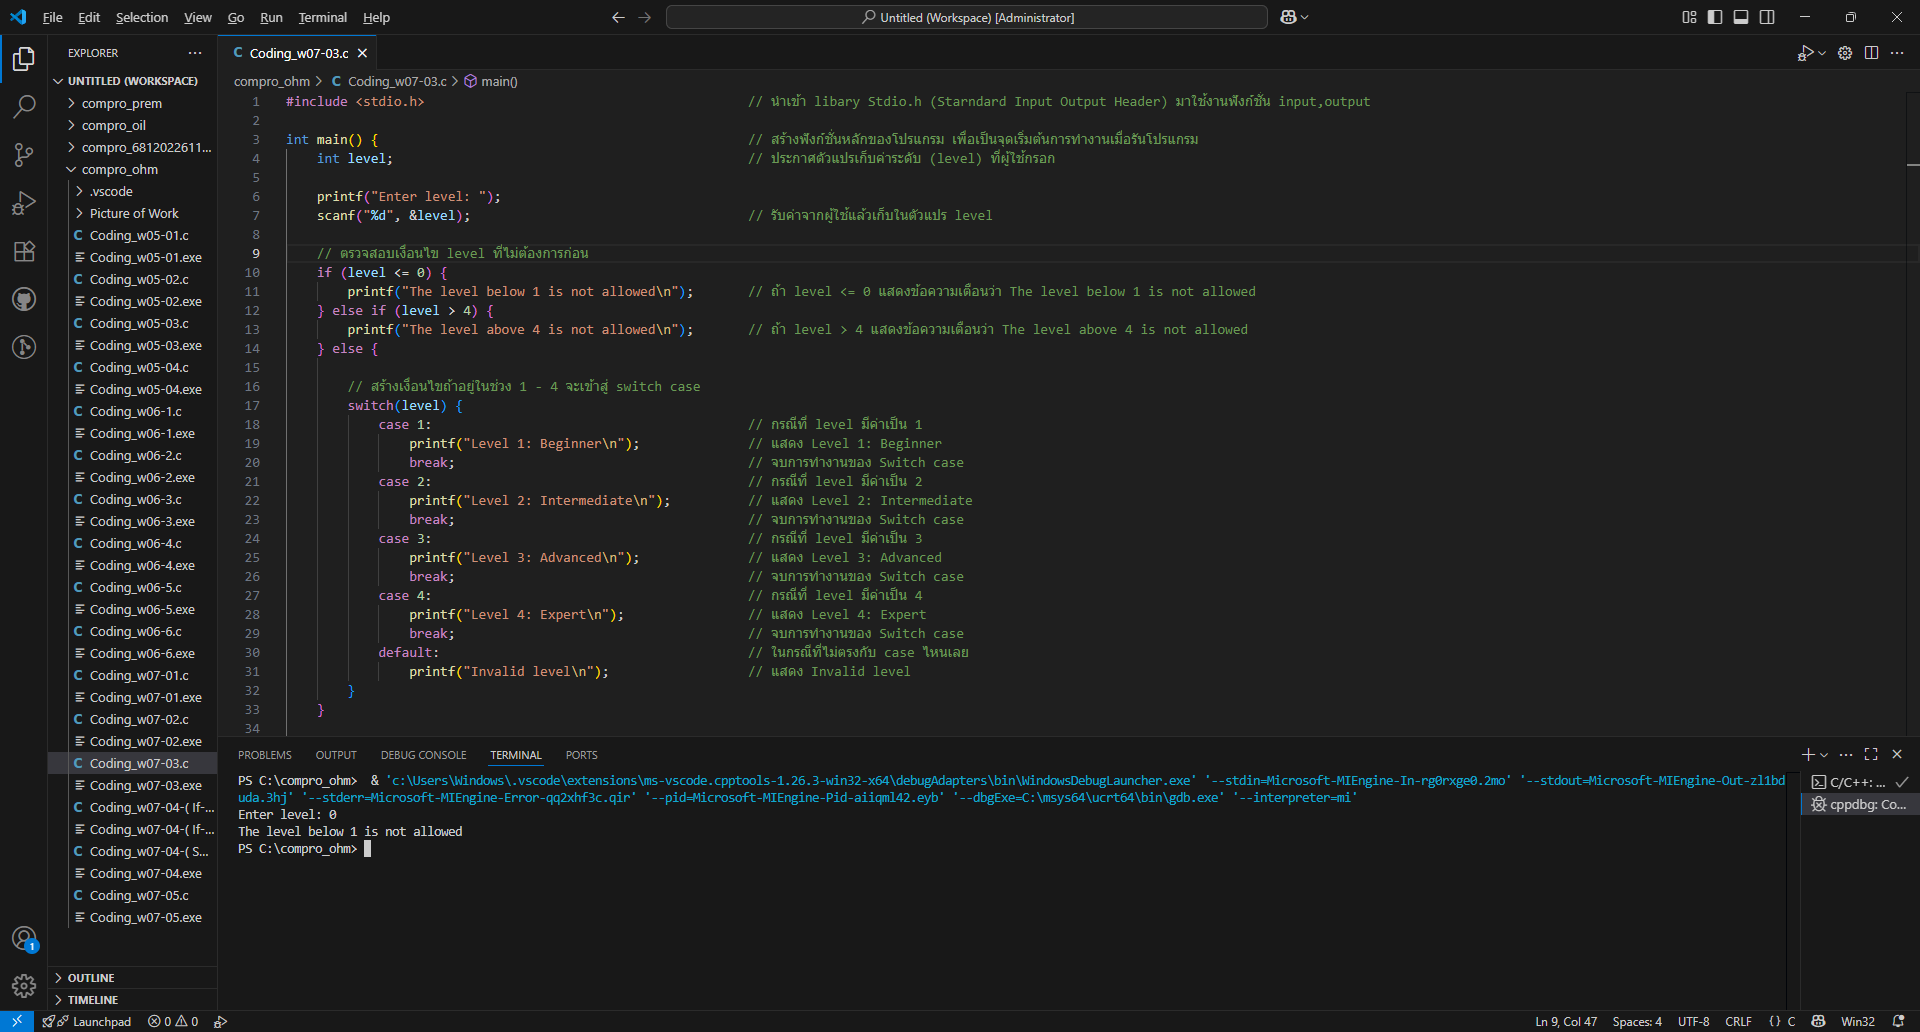 File Edit Selection View Go Run Terminal Help
Untitled (Workspace) [Administrator]
EXPLORER
UNTITLED (WORKSPACE)
compro_prem
compro_oil
compro_6812022611...
compro_ohm
.vscode
Picture of Work
Coding_w05-01.c
Coding_w05-01.exe
Coding_w05-02.c
Coding_w05-02.exe
Coding_w05-03.c
Coding_w05-03.exe
Coding_w05-04.c
Coding_w05-04.exe
Coding_w06-1.c
Coding_w06-1.exe
Coding_w06-2.c
Coding_w06-2.exe
Coding_w06-3.c
Coding_w06-3.exe
Coding_w06-4.c
Coding_w06-4.exe
Coding_w06-5.c
Coding_w06-5.exe
Coding_w06-6.c
Coding_w06-6.exe
Coding_w07-01.c
Coding_w07-01.exe
Coding_w07-02.c
Coding_w07-02.exe
Coding_w07-03.c
Coding_w07-03.exe
Coding_w07-04-( If-...
Coding_w07-04-( If-...
Coding_w07-04-( S...
Coding_w07-04.exe
Coding_w07-05.c
Coding_w07-05.exe
OUTLINE
TIMELINE
C Coding_w07-03.c
compro_ohm > C Coding_w07-03.c > main()
1 #include <stdio.h> // นำเข้า libary Stdio.h (Starndard Input Output Header) มาใช้งานฟังก์ชั่น input,output
2
3 int main() { // สร้างฟังก์ชั่นหลักของโปรแกรม เพื่อเป็นจุดเริ่มต้นการทำงานเมื่อรันโปรแกรม
4 int level; // ประกาศตัวแปรเก็บค่าระดับ (level) ที่ผู้ใช้กรอก
5
6 printf("Enter level: ");
7 scanf("%d", &level); // รับค่าจากผู้ใช้แล้วเก็บในตัวแปร level
8
9 // ตรวจสอบเงื่อนไข level ที่ไม่ต้องการก่อน
10 if (level <= 0) {
11 printf("The level below 1 is not allowed\n"); // ถ้า level <= 0 แสดงข้อความเตือนว่า The level below 1 is not allowed
12 } else if (level > 4) {
13 printf("The level above 4 is not allowed\n"); // ถ้า level > 4 แสดงข้อความเตือนว่า The level above 4 is not allowed
14 } else {
15
16 // สร้างเงื่อนไขถ้าอยู่ในช่วง 1 - 4 จะเข้าสู่ switch case
17 switch(level) {
18 case 1: // กรณีที่ level มีค่าเป็น 1
19 printf("Level 1: Beginner\n"); // แสดง Level 1: Beginner
20 break; // จบการทำงานของ Switch case
21 case 2: // กรณีที่ level มีค่าเป็น 2
22 printf("Level 2: Intermediate\n"); // แสดง Level 2: Intermediate
23 break; // จบการทำงานของ Switch case
24 case 3: // กรณีที่ level มีค่าเป็น 3
25 printf("Level 3: Advanced\n"); // แสดง Level 3: Advanced
26 break; // จบการทำงานของ Switch case
27 case 4: // กรณีที่ level มีค่าเป็น 4
28 printf("Level 4: Expert\n"); // แสดง Level 4: Expert
29 break; // จบการทำงานของ Switch case
30 default: // ในกรณีที่ไม่ตรงกับ case ไหนเลย
31 printf("Invalid level\n"); // แสดง Invalid level
32 }
33 }
34
PROBLEMS OUTPUT DEBUG CONSOLE TERMINAL PORTS
PS C:\compro_ohm> & 'c:\Users\Windows\.vscode\extensions\ms-vscode.cpptools-1.26.3-win32-x64\debugAdapters\bin\WindowsDebugLauncher.exe' '--stdin=Microsoft-MIEngine-In-rg0rxge0.2mo' '--stdout=Microsoft-MIEngine-Out-zl1bd
uda.3hj' '--stderr=Microsoft-MIEngine-Error-qq2xhf3c.qir' '--pid=Microsoft-MIEngine-Pid-aiiqml42.eyb' '--dbgExe=C:\msys64\ucrt64\bin\gdb.exe' '--interpreter=mi'
Enter level: 0
The level below 1 is not allowed
PS C:\compro_ohm>
C/C++: ...
cppdbg: Co...
1
Launchpad 0 0
Ln 9, Col 47 Spaces: 4 UTF-8 CRLF { } C Win32